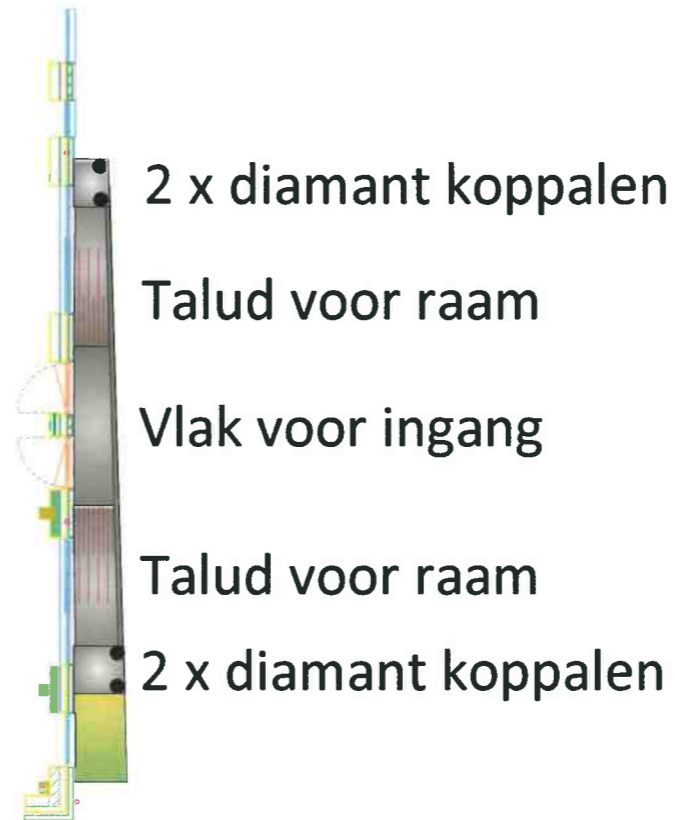 2 x diamant koppalen
Talud voor raam
Vlak voor ingang
Talud voor raam
2 x diamant koppalen